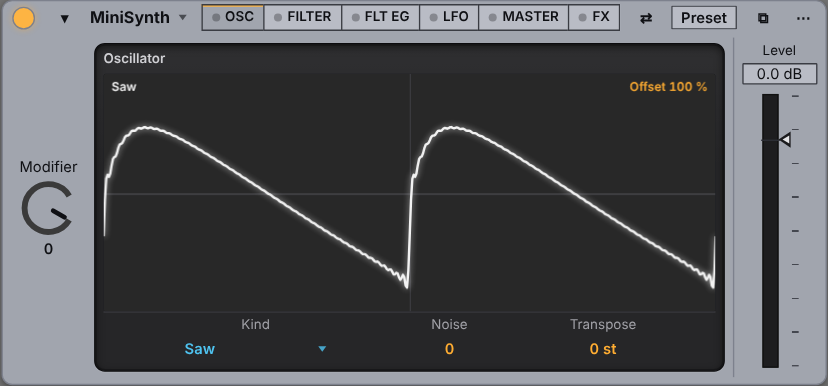 MiniSynth OSC FILTER FLT EG LFO MASTER FX Preset
Level
Oscillator
0.0 dB
Saw Offset 100 %
Modifier
0
Kind Noise Transpose
Saw 0 0 st